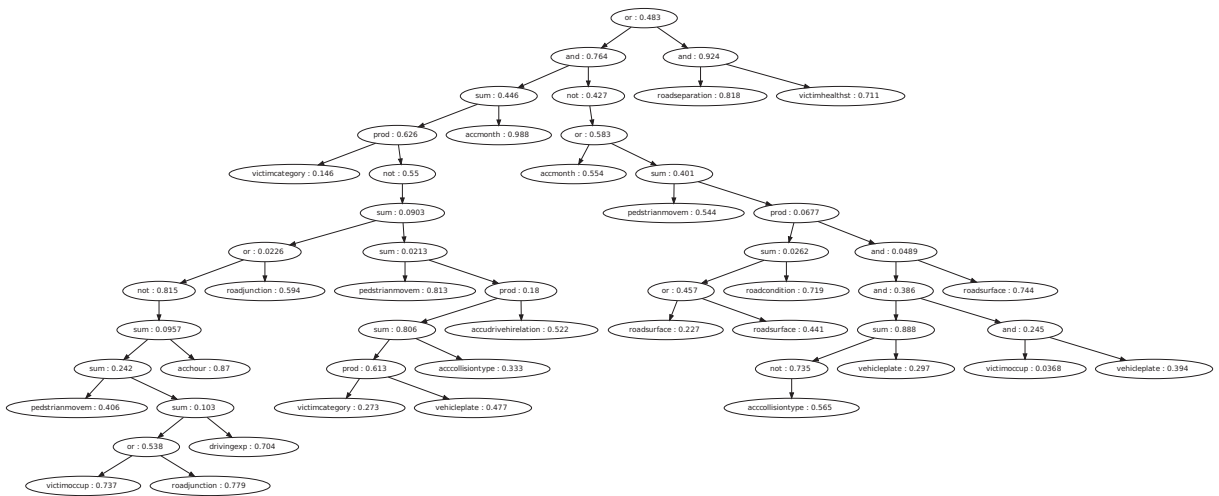 or : 0.483
and : 0.764
and : 0.924
sum : 0.446
not : 0.427
roadseparation : 0.818
victimhealthst : 0.711
prod : 0.626
accmonth : 0.988
or : 0.583
victimcategory : 0.146
not : 0.55
accmonth : 0.554
sum : 0.401
sum : 0.0903
pedstrianmovem : 0.544
prod : 0.0677
or : 0.0226
sum : 0.0213
sum : 0.0262
and : 0.0489
not : 0.815
roadjunction : 0.594
pedstrianmovem : 0.813
prod : 0.18
or : 0.457
roadcondition : 0.719
and : 0.386
roadsurface : 0.744
sum : 0.0957
sum : 0.806
accudrivehirelation : 0.522
roadsurface : 0.227
roadsurface : 0.441
sum : 0.888
and : 0.245
sum : 0.242
acchour : 0.87
prod : 0.613
acccollisiontype : 0.333
not : 0.735
vehicleplate : 0.297
victimoccup : 0.0368
vehicleplate : 0.394
pedstrianmovem : 0.406
sum : 0.103
victimcategory : 0.273
vehicleplate : 0.477
acccollisiontype : 0.565
or : 0.538
drivingexp : 0.704
victimoccup : 0.737
roadjunction : 0.779